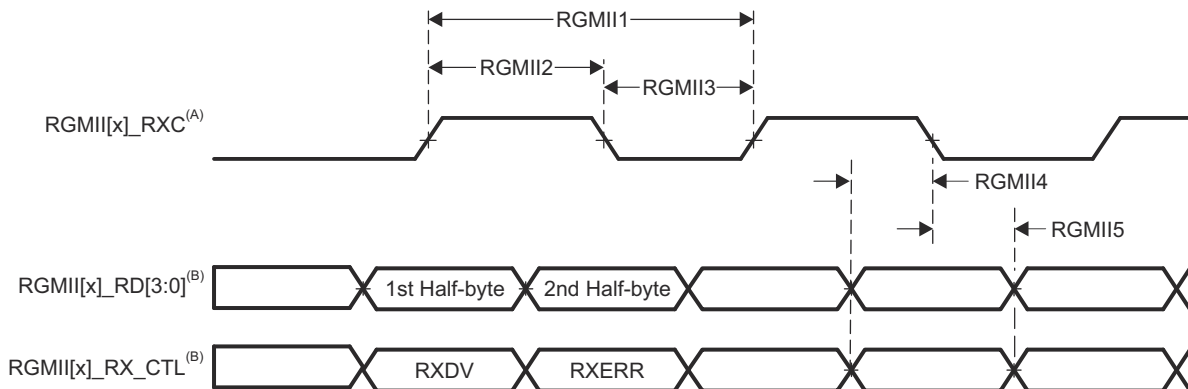 RGMII1
RGMII2
RGMII3
RGMII[x]_RXC(A)
RGMII4
RGMII5
RGMII[x]_RD[3:0](B)
1st Half-byte
2nd Half-byte
RGMII[x]_RX_CTL(B)
RXDV
RXERR